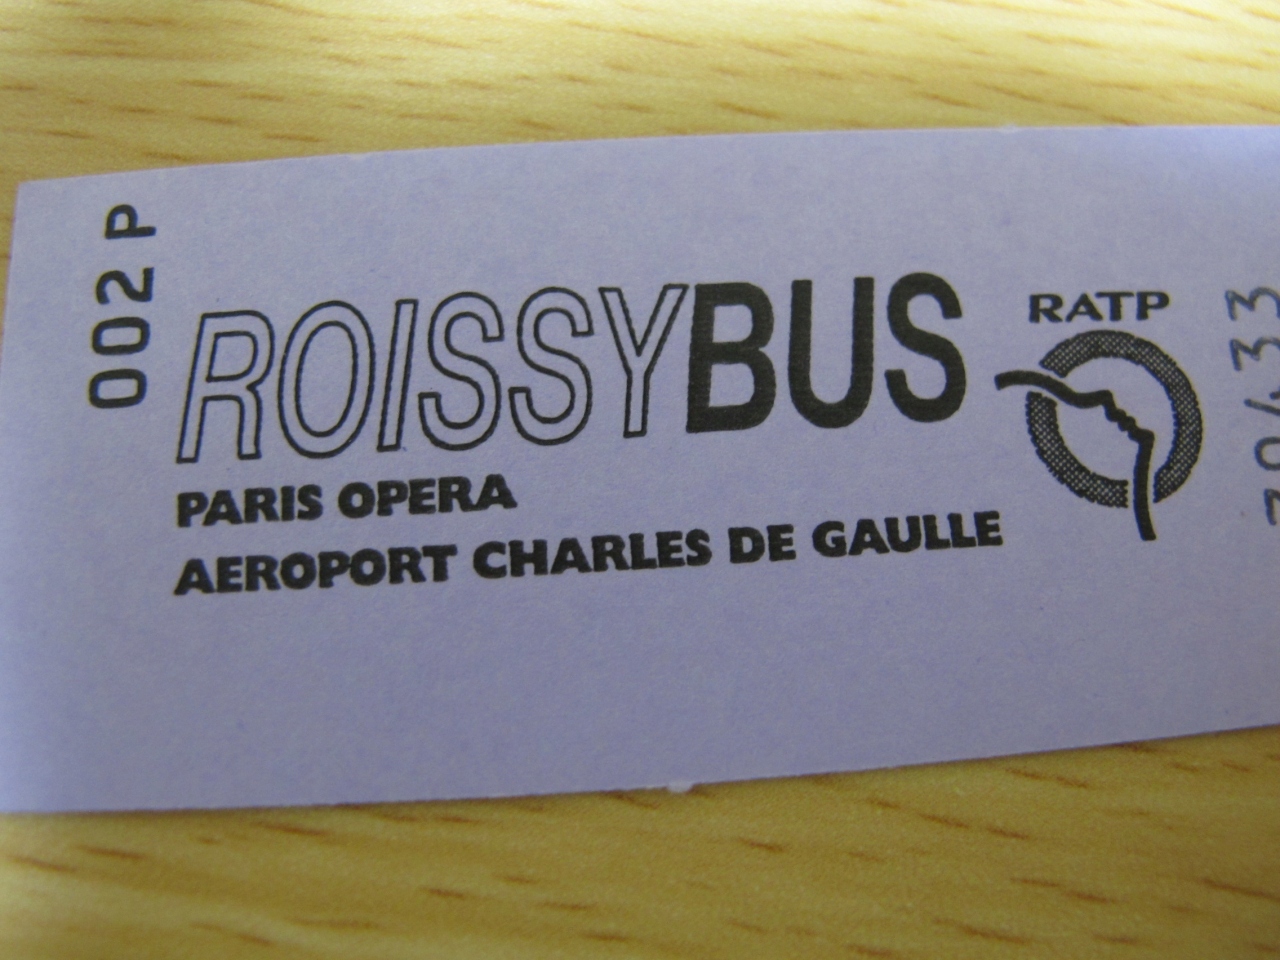 002 P
ROISSYBUS
PARIS OPERA
AEROPORT CHARLES DE GAULLE
RATP